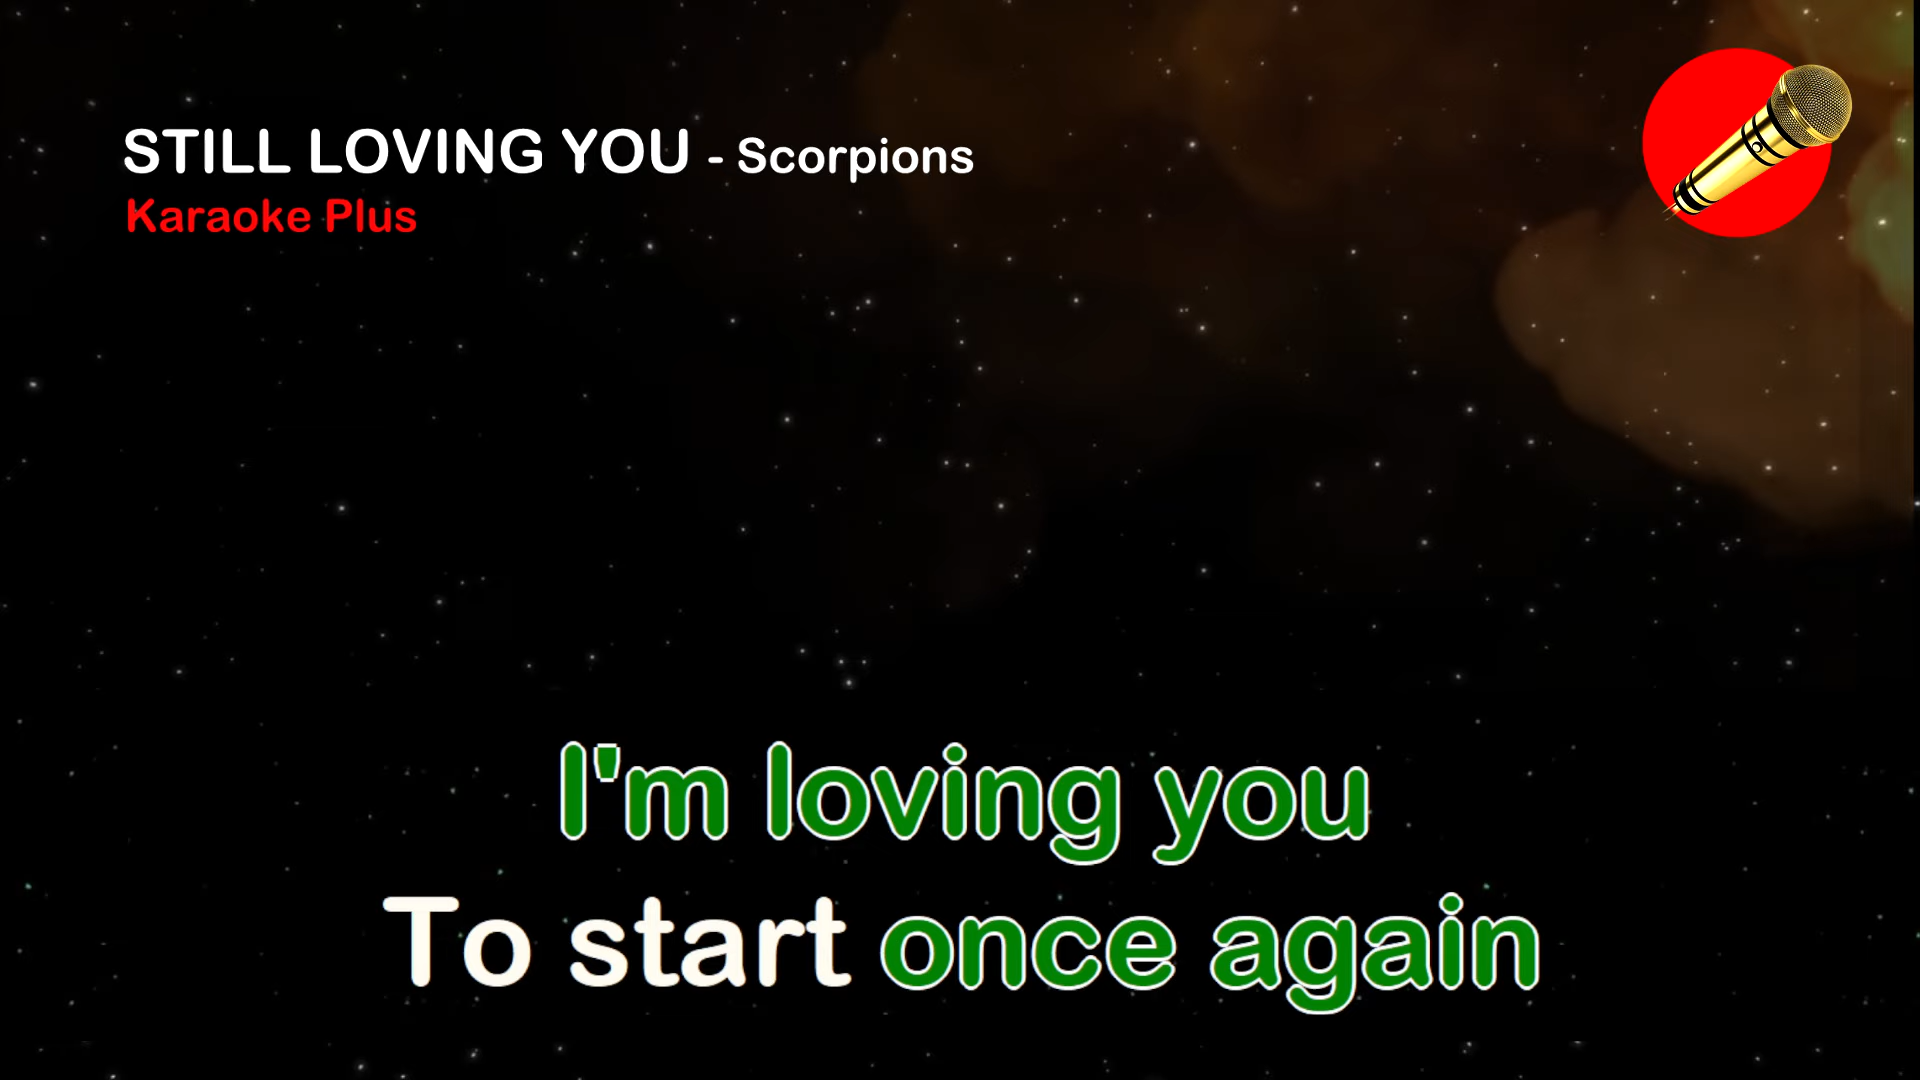 STILL LOVING YOU - Scorpions
Karaoke Plus
I'm loving you
To start once again